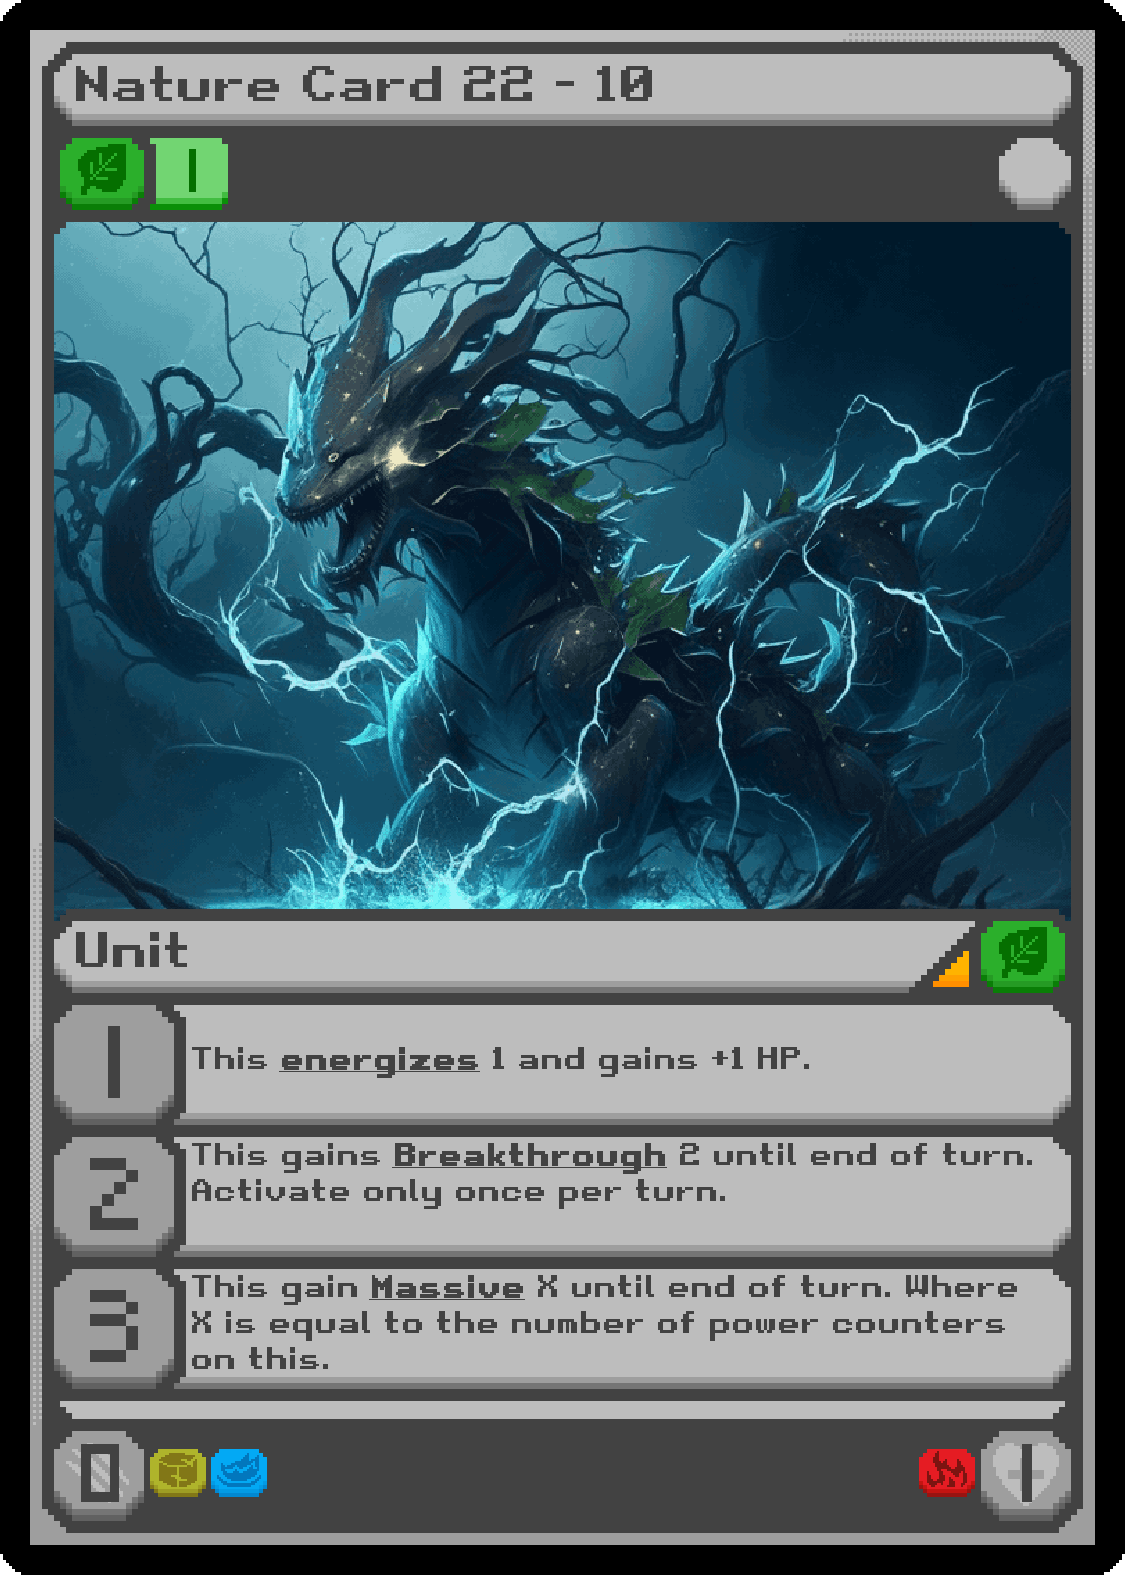 Nature Card 22 - 10
1
Unit
1
This energizes 1 and gains +1 HP.
2
This gains Breakthrough 2 until end of turn.
Activate only once per turn.
3
This gain Massive X until end of turn. Where
X is equal to the number of power counters
on this.
0
1